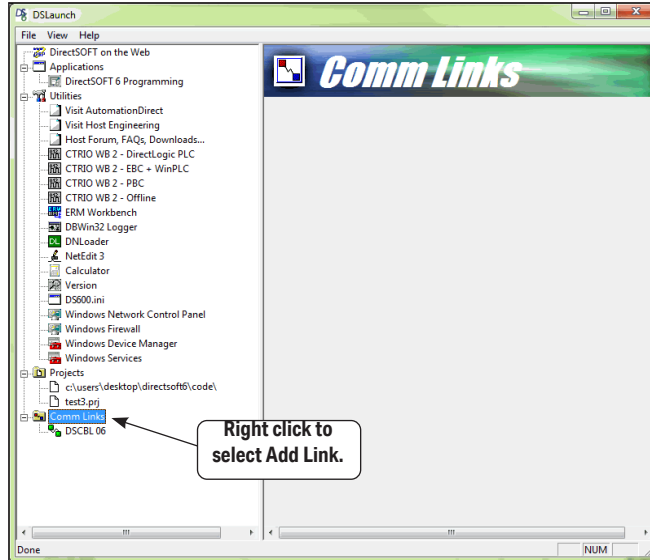 DSLaunch
File View Help
DirectSOFT on the Web
Applications
DirectSOFT 6 Programming
Utilities
Visit AutomationDirect
Visit Host Engineering
Host Forum, FAQs, Downloads...
CTRIO WB 2 - DirectLogic PLC
CTRIO WB 2 - EBC + WinPLC
CTRIO WB 2 - PBC
CTRIO WB 2 - Offline
ERM Workbench
DBWin32 Logger
DL DNLoader
NetEdit 3
Calculator
Version
DS600.ini
Windows Network Control Panel
Windows Firewall
Windows Device Manager
Windows Services
Projects
c:\users\desktop\directsoft6\code\
test3.prj
Comm Links
DSCBL 06
Comm Links
Right click to
select Add Link.
Done
NUM